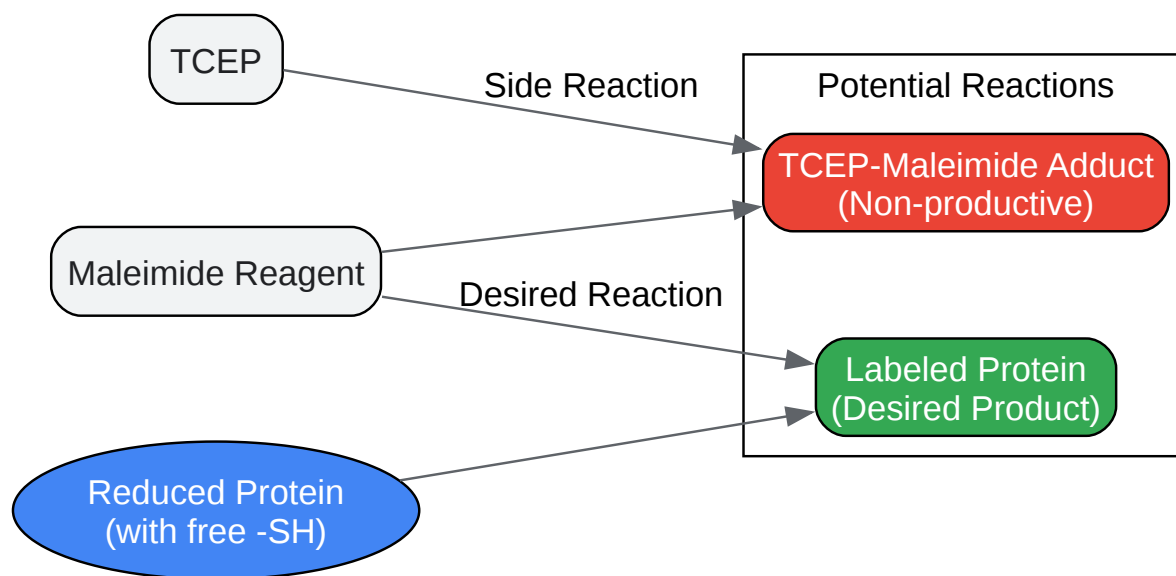 TCEP
Side Reaction
Potential Reactions
TCEP-Maleimide Adduct
(Non-productive)
Maleimide Reagent
Desired Reaction
Labeled Protein
(Desired Product)
Reduced Protein
(with free -SH)